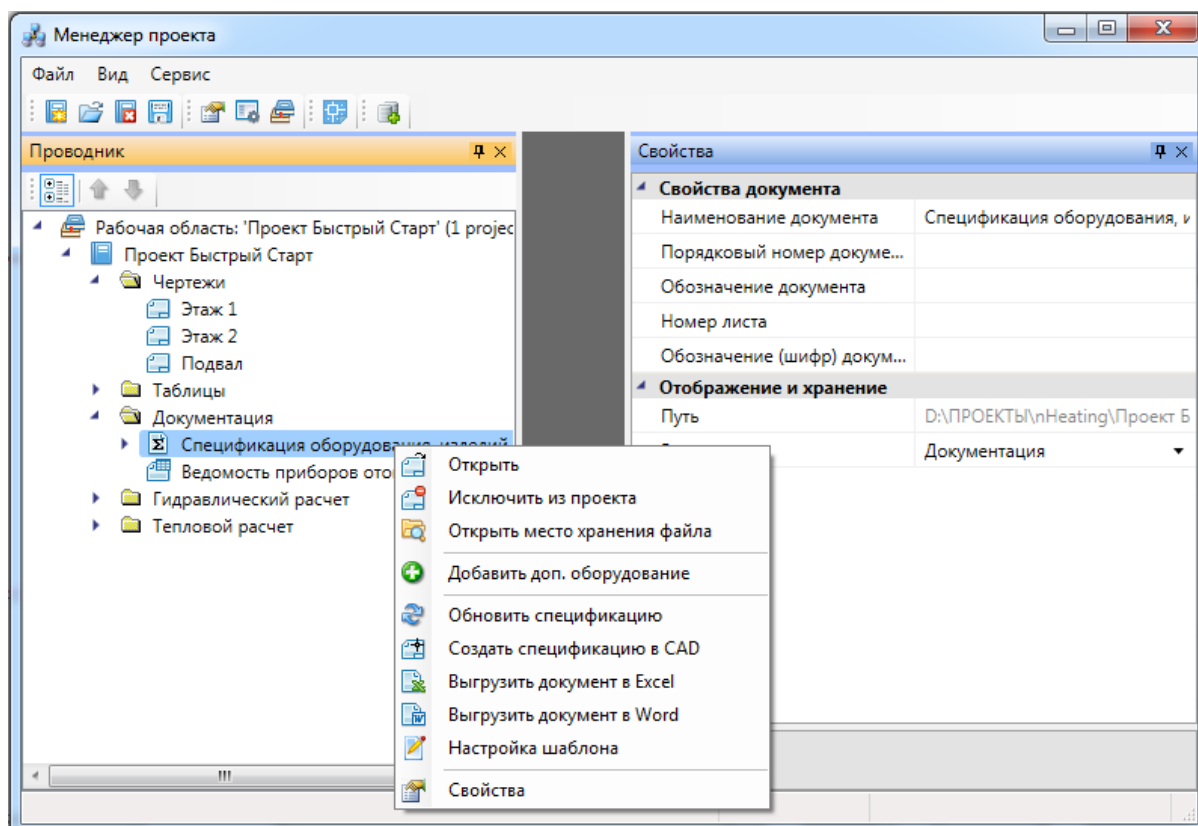 Менеджер проекта
Файл Вид Сервис
Проводник
Рабочая область: 'Проект Быстрый Старт' (1 projec
Проект Быстрый Старт
Чертежи
Этаж 1
Этаж 2
Подвал
Таблицы
Документация
Спецификация оборудования, изделий
Ведомость приборов ото
Гидравлический расчет
Тепловой расчет
Открыть
Исключить из проекта
Открыть место хранения файла
Добавить доп. оборудование
Обновить спецификацию
Создать спецификацию в CAD
Выгрузить документ в Excel
Выгрузить документ в Word
Настройка шаблона
Свойства
Свойства
Свойства документа
Наименование документа Спецификация оборудования, и
Порядковый номер докуме...
Обозначение документа
Номер листа
Обозначение (шифр) докум...
Отображение и хранение
Путь D:\ПРОЕКТЫ\nHeating\Проект Б
Документация